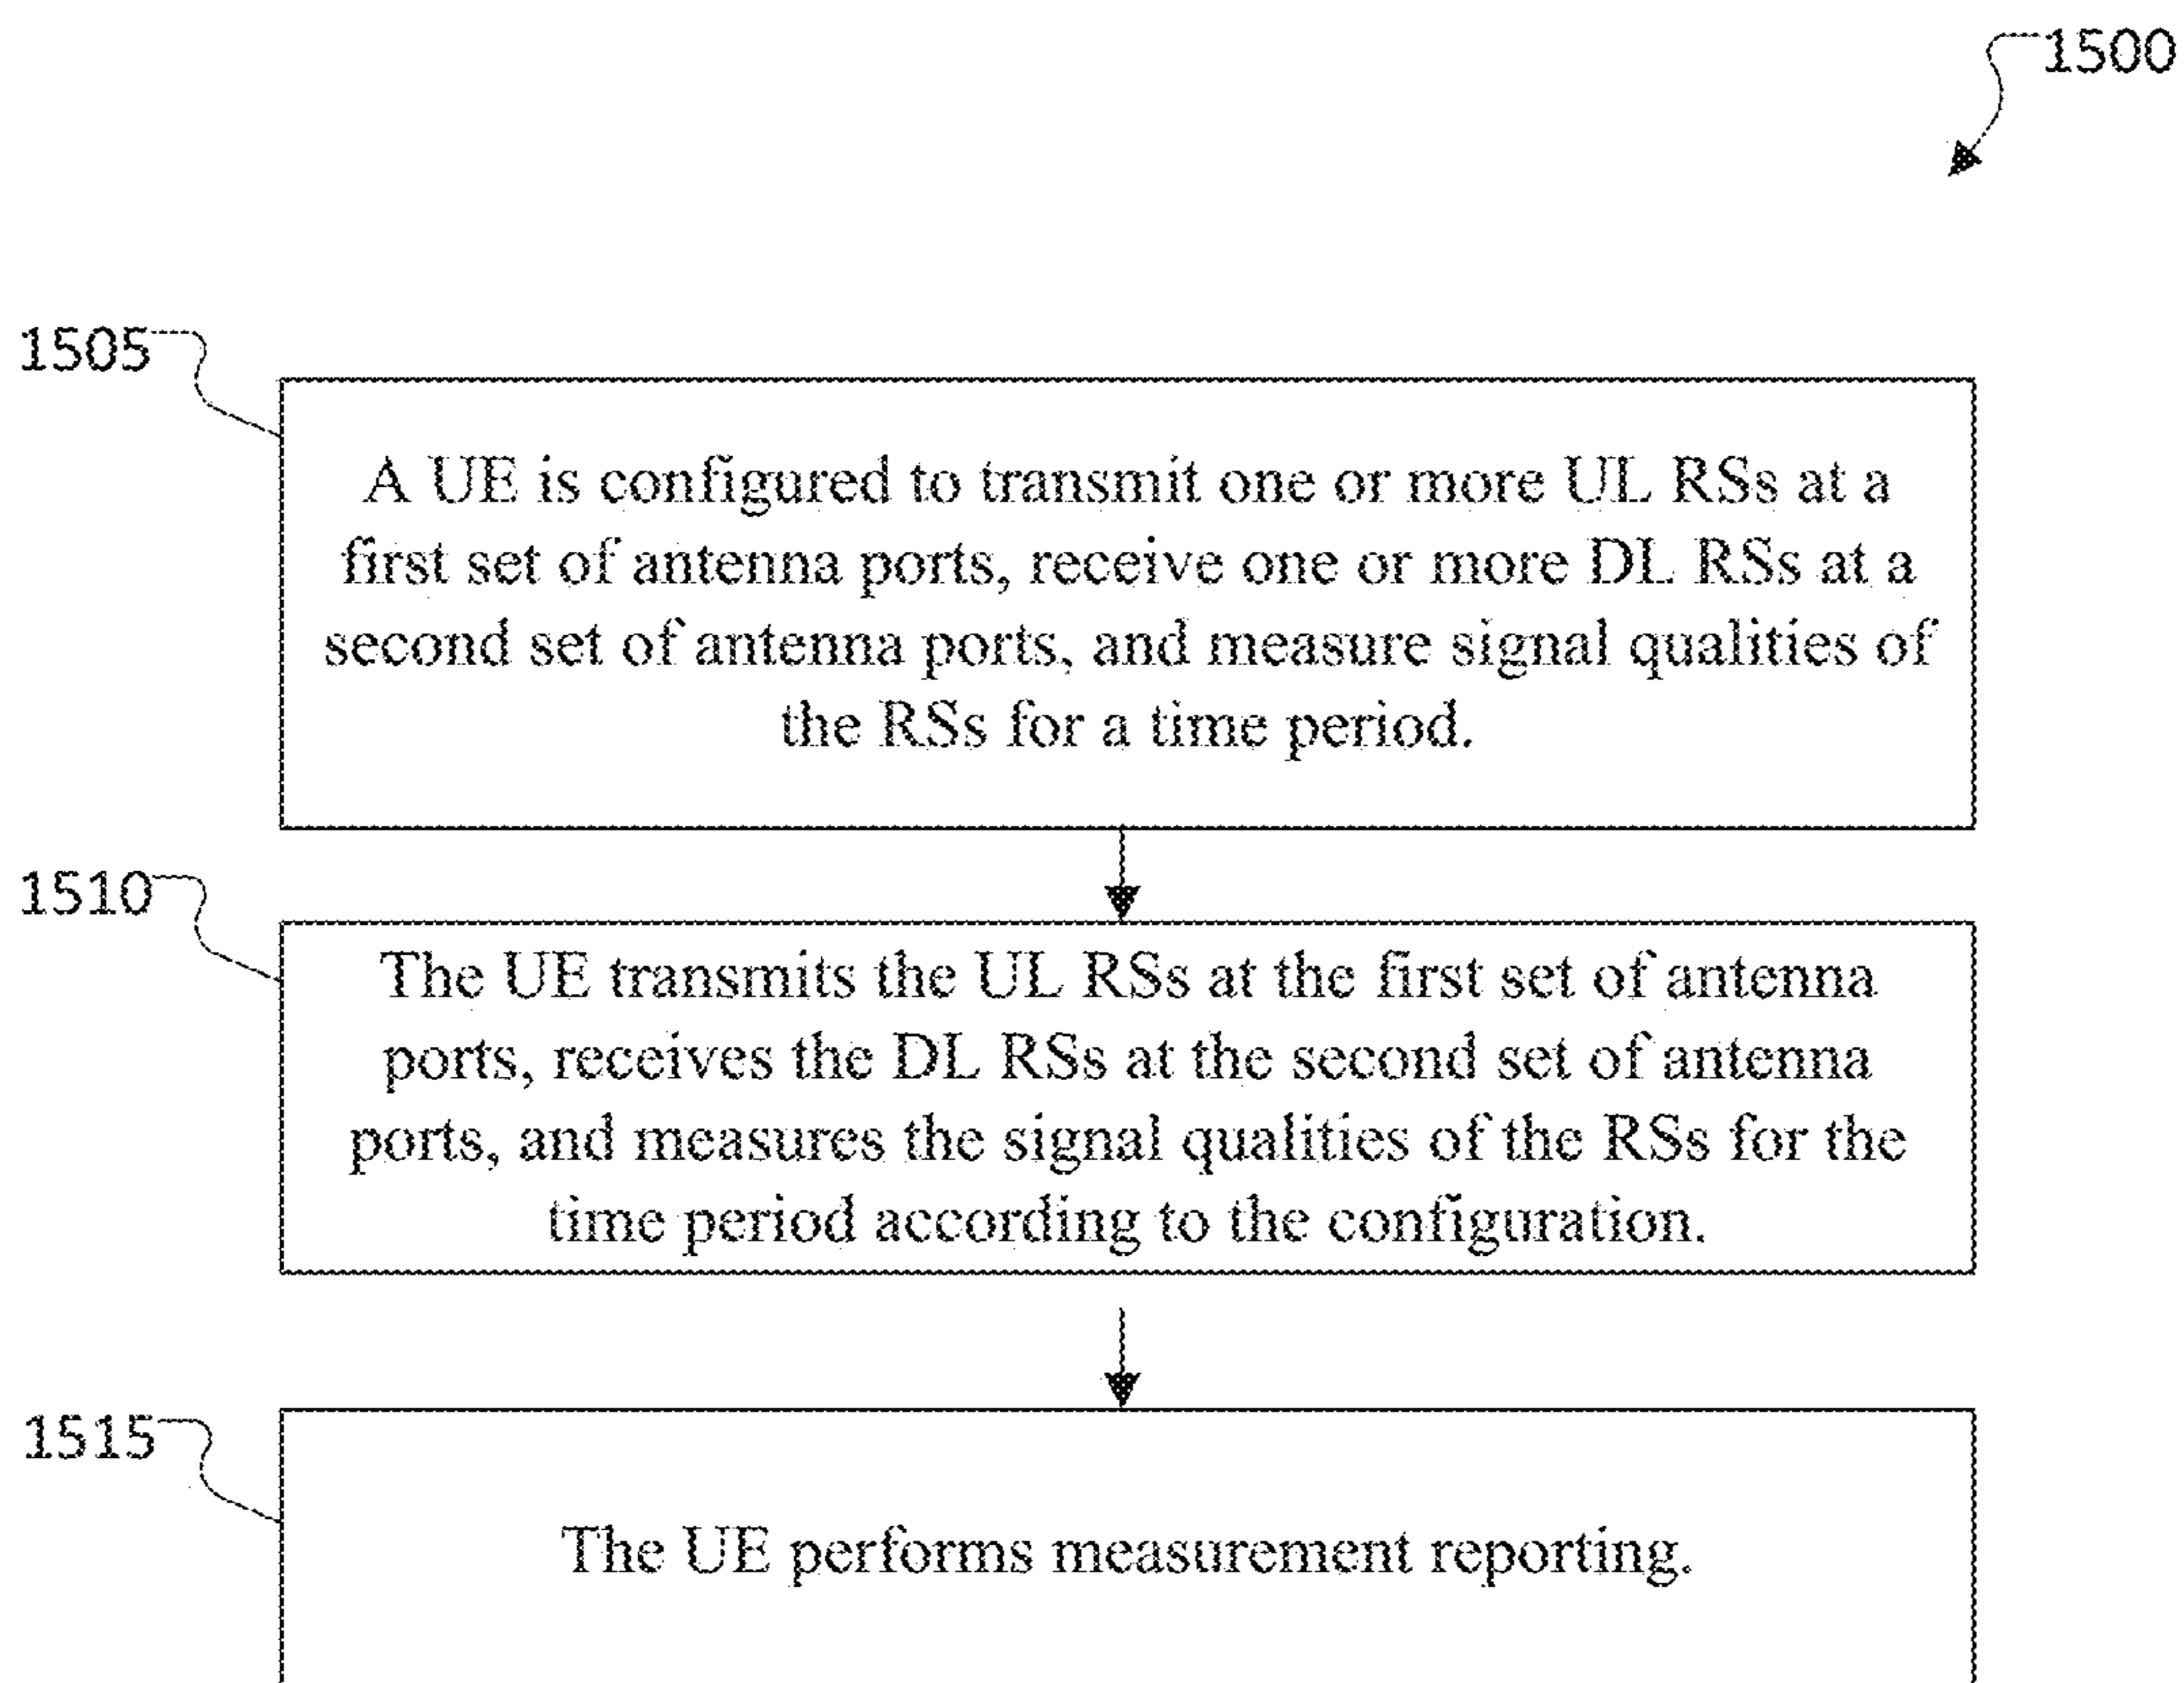 1500
1505
A UE is configured to transmit one or more UL RSs at a
first set of antenna ports, receive one or more DL RSs at a
second set of antenna ports, and measure signal qualities of
the RSs for a time period.
1510
The UE transmits the UL RSs at the first set of antenna
ports, receives the DL RSs at the second set of antenna
ports, and measures the signal qualities of the RSs for the
time period according to the configuration.
1515
The UE performs measurement reporting.